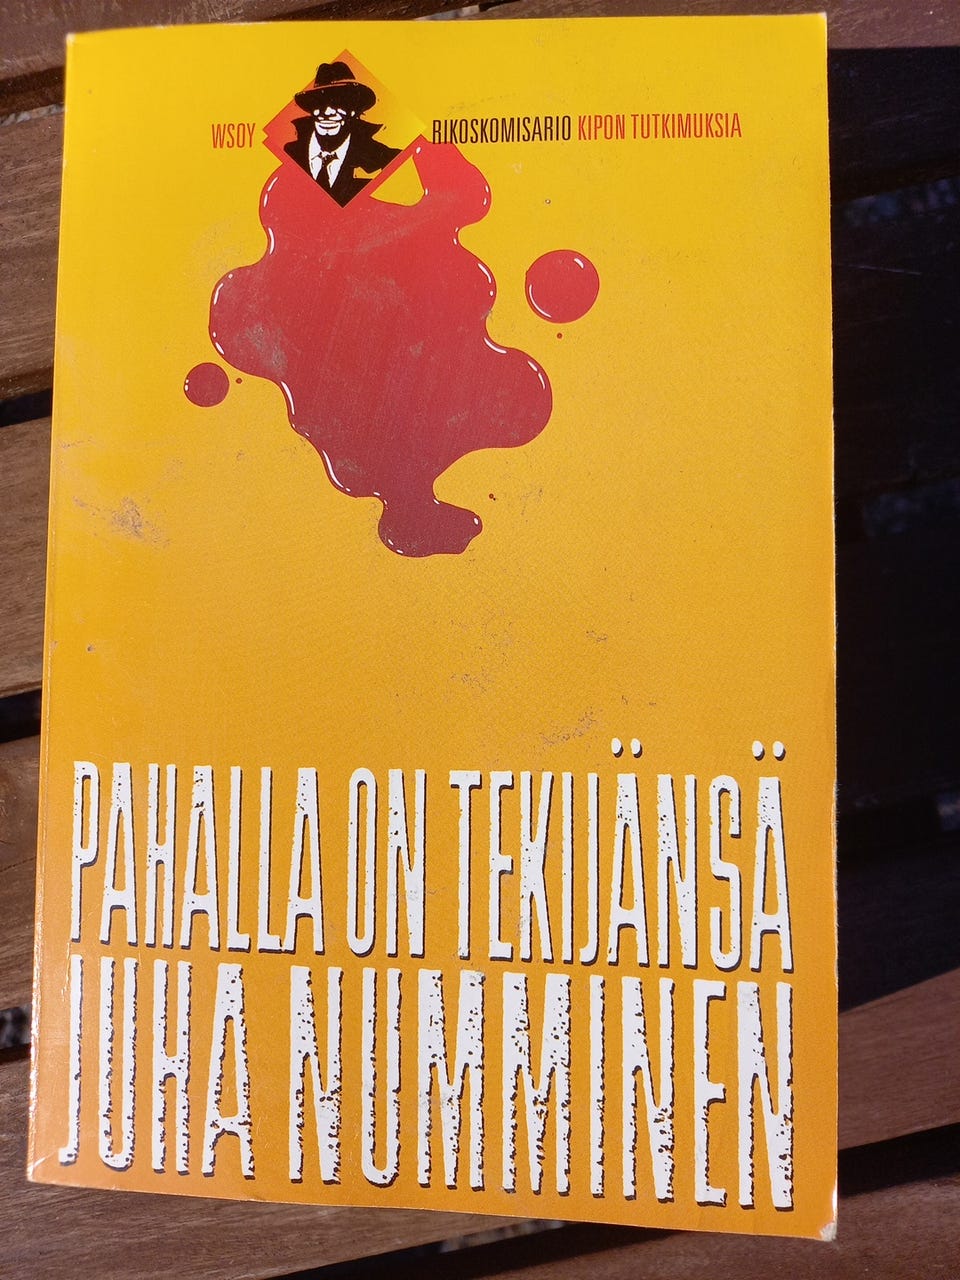 WSOY RIKOSKOMISARIO KIPON TUTKIMUKSIA
PAHALLA ON TEKIJÄNSÄ
JUHA NUMMINEN